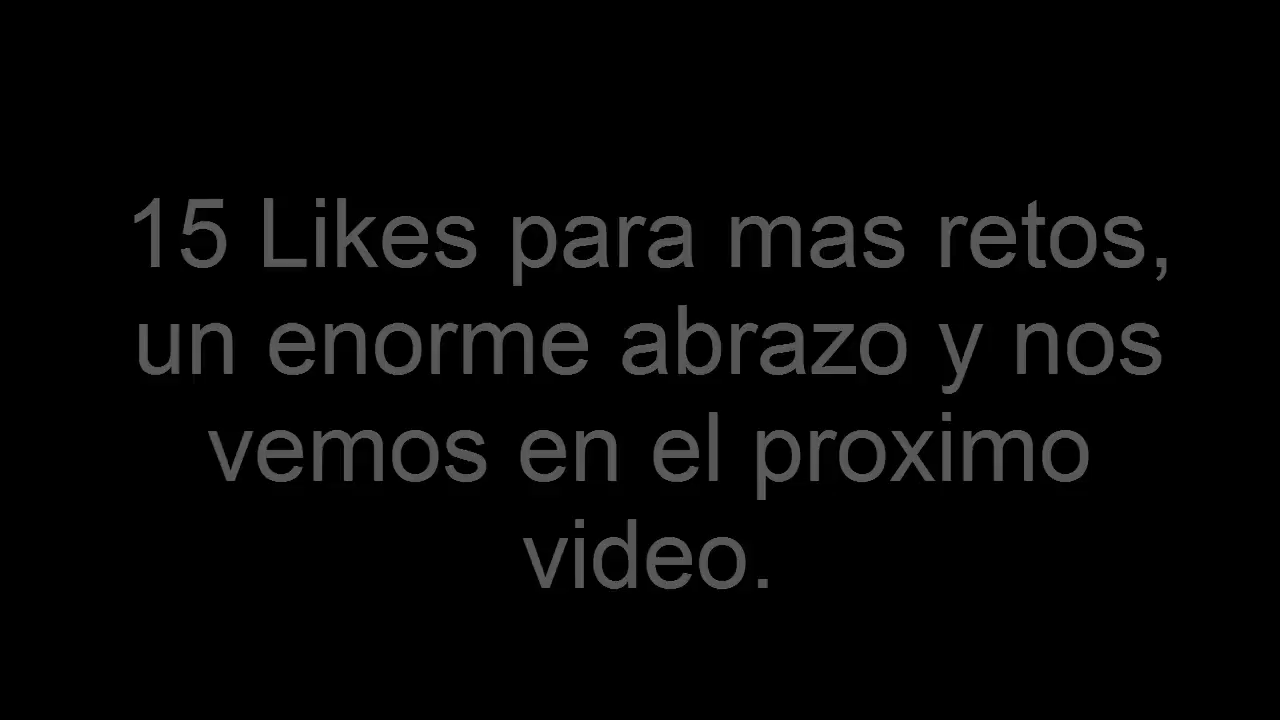 15 Likes para mas retos,
un enorme abrazo y nos
vemos en el proximo
video.